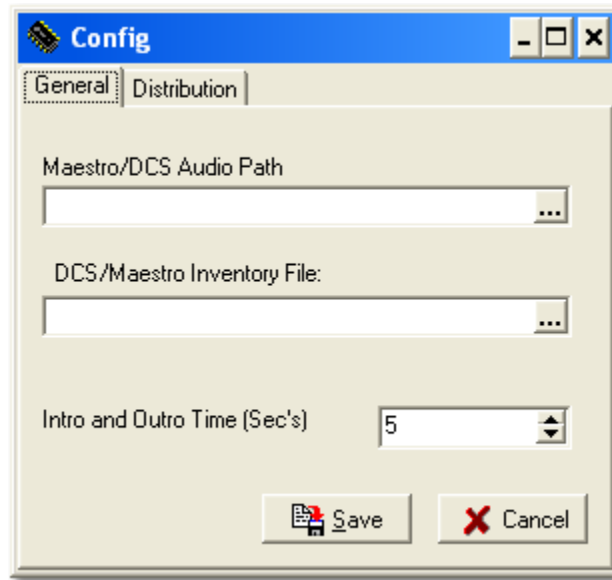 Config
General Distribution
Maestro/DCS Audio Path
...
DCS/Maestro Inventory File:
...
Intro and Outro Time (Sec's) 5
Save Cancel